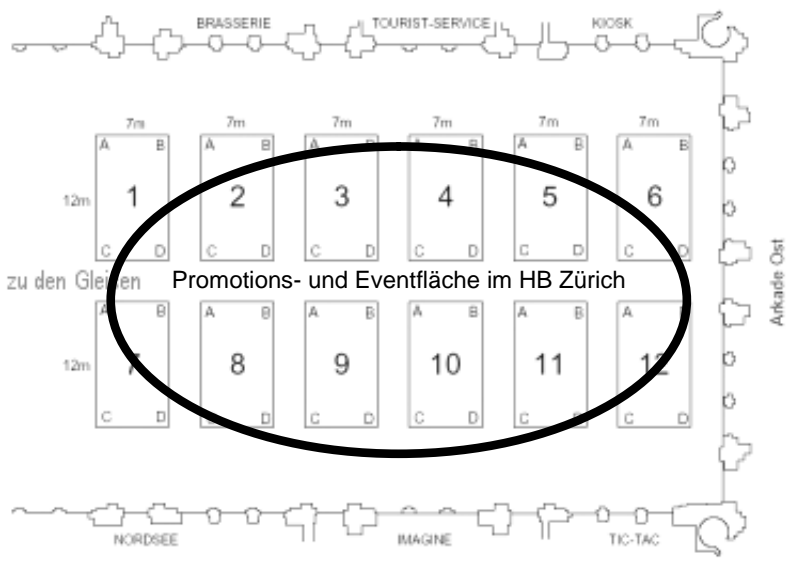 BRASSERIE TOURIST-SERVICE KIOSK
7m 7m 7m 7m 7m 7m
A B A B A B A B A B A B
12m 1 2 3 4 5 6
C D C D C D C D C D C D
zu den Gleisen Promotions- und Eventfläche im HB Zürich
Arkade Ost
A B A B A B A B A B A B
12m 7 8 9 10 11 12
C D C D C D C D C D C D
NORDSEE IMAGINE TIC-TAC